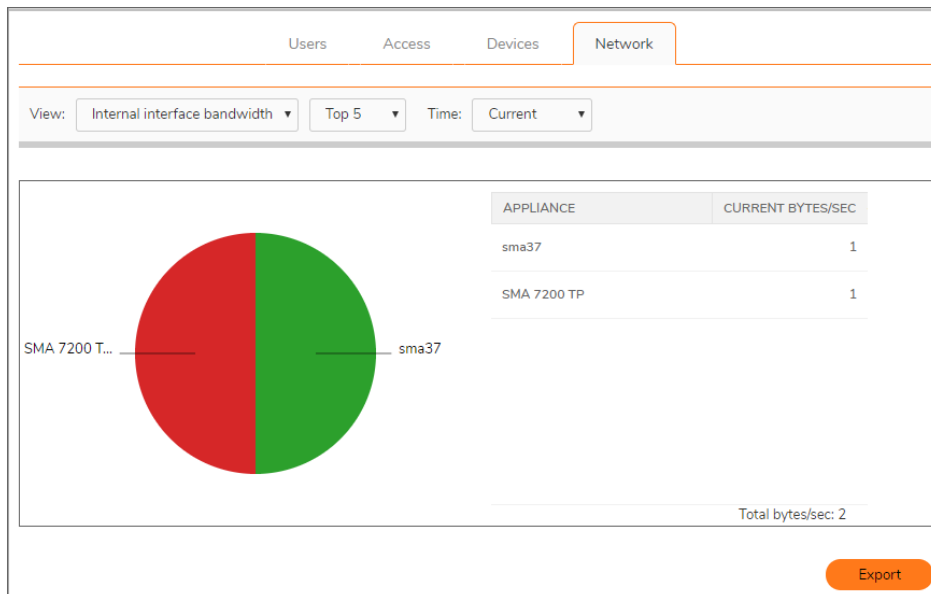 Users Access Devices Network
View: Internal interface bandwidth Top 5 Time: Current
APPLIANCE CURRENT BYTES/SEC
sma37 1
SMA 7200 TP 1
SMA 7200 T... sma37
Total bytes/sec: 2
Export